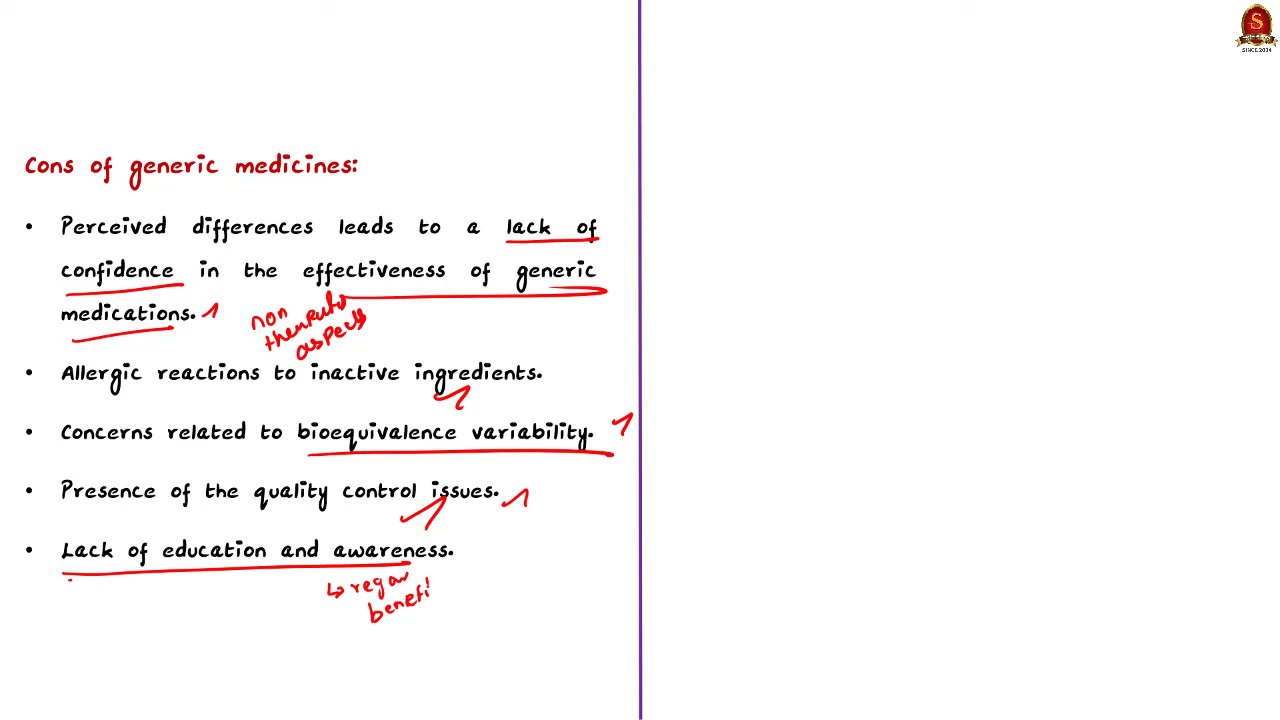 S
SINCE 2004
Cons of generic medicines:
• Perceived differences leads to a lack of
confidence in the effectiveness of generic
medications.
non
aspects
• Allergic reactions to inactive ingredients.
• Concerns related to bioequivalence variability.
• Presence of the quality control issues.
• Lack of education and awareness.
↳ regar
benefi